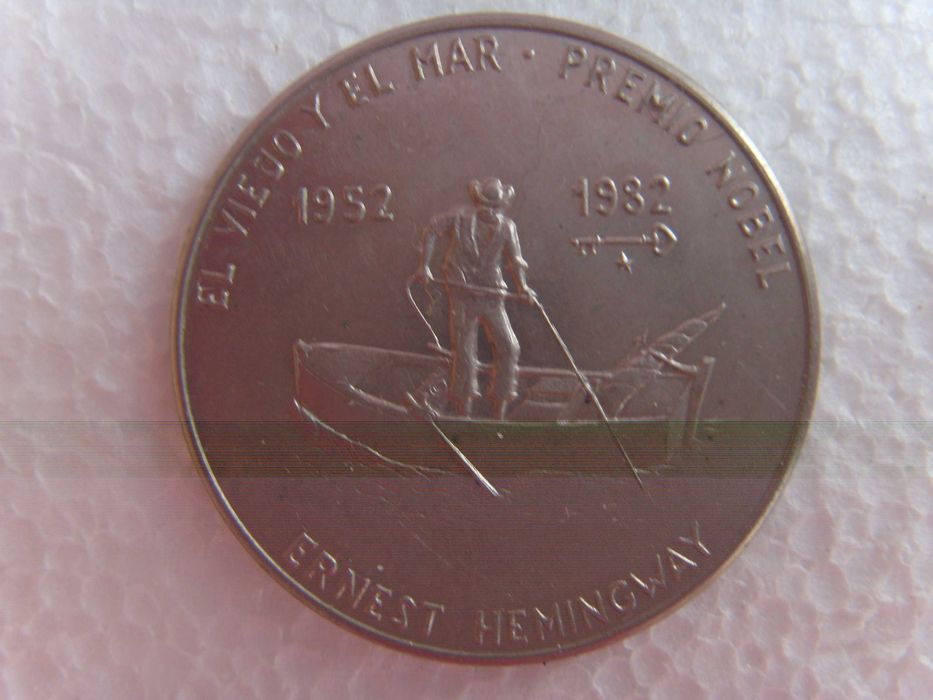 EL VIEJO Y EL MAR · PREMIO NOBEL
1952 1982
ERNEST HEMINGWAY